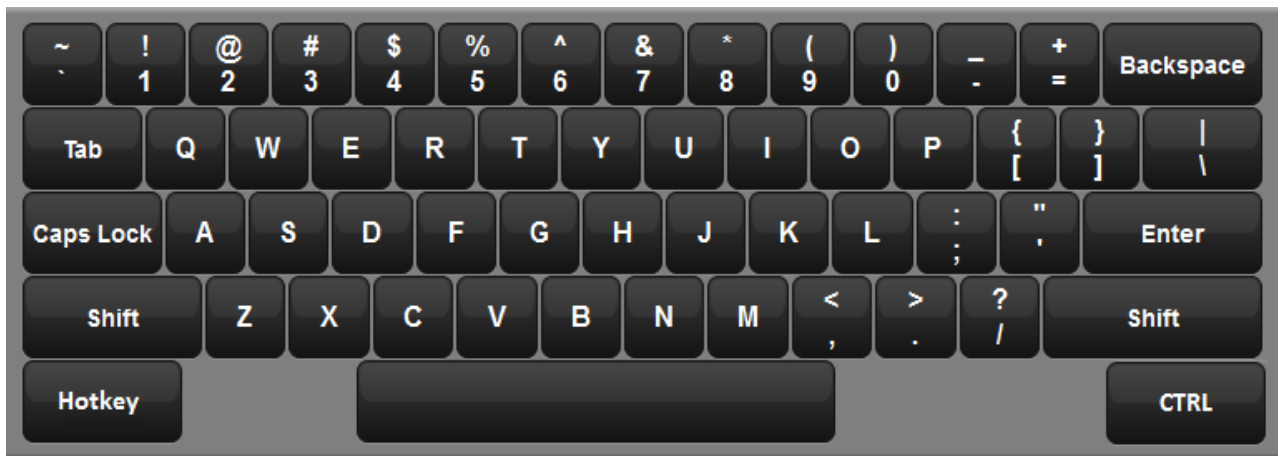 ~ ! @ # $ % ^ & * ( ) _ +
` 1 2 3 4 5 6 7 8 9 0 - = Backspace
Tab Q W E R T Y U I O P { } |
[ ] \
Caps Lock A S D F G H J K L : " Enter
; '
Shift Z X C V B N M < > ? Shift
, . /
Hotkey CTRL